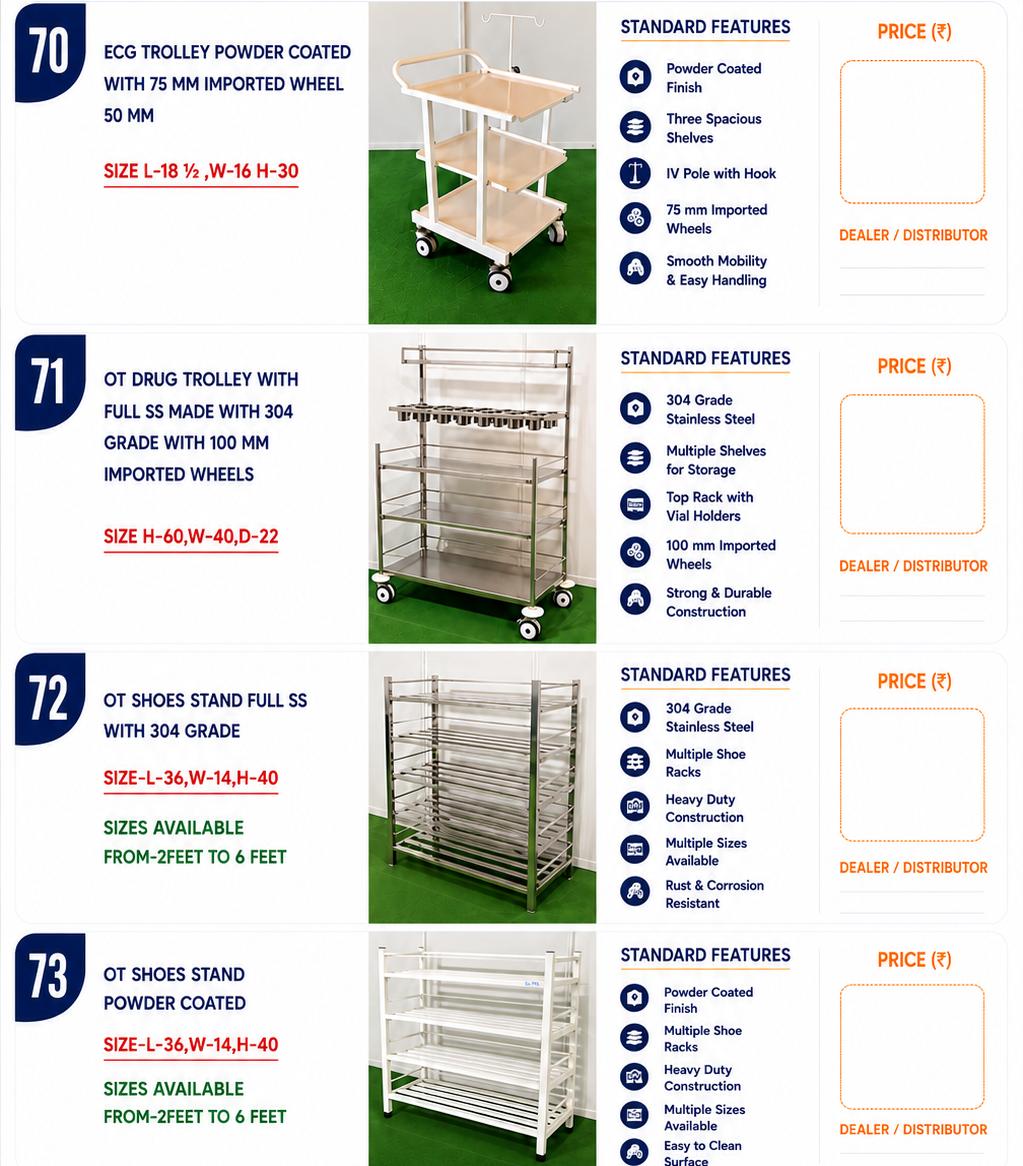 70
ECG TROLLEY POWDER COATED
WITH 75 MM IMPORTED WHEEL
50 MM
SIZE L-18 ½ ,W-16 H-30
STANDARD FEATURES
Powder Coated
Finish
Three Spacious
Shelves
IV Pole with Hook
75 mm Imported
Wheels
Smooth Mobility
& Easy Handling
PRICE (₹)
DEALER / DISTRIBUTOR
71
OT DRUG TROLLEY WITH
FULL SS MADE WITH 304
GRADE WITH 100 MM
IMPORTED WHEELS
SIZE H-60,W-40,D-22
STANDARD FEATURES
304 Grade
Stainless Steel
Multiple Shelves
for Storage
Top Rack with
Vial Holders
100 mm Imported
Wheels
Strong & Durable
Construction
PRICE (₹)
DEALER / DISTRIBUTOR
72
OT SHOES STAND FULL SS
WITH 304 GRADE
SIZE-L-36,W-14,H-40
SIZES AVAILABLE
FROM-2FEET TO 6 FEET
STANDARD FEATURES
304 Grade
Stainless Steel
Multiple Shoe
Racks
Heavy Duty
Construction
Multiple Sizes
Available
Rust & Corrosion
Resistant
PRICE (₹)
DEALER / DISTRIBUTOR
73
OT SHOES STAND
POWDER COATED
SIZE-L-36,W-14,H-40
SIZES AVAILABLE
FROM-2FEET TO 6 FEET
STANDARD FEATURES
Powder Coated
Finish
Multiple Shoe
Racks
Heavy Duty
Construction
Multiple Sizes
Available
Easy to Clean
Surface
PRICE (₹)
DEALER / DISTRIBUTOR